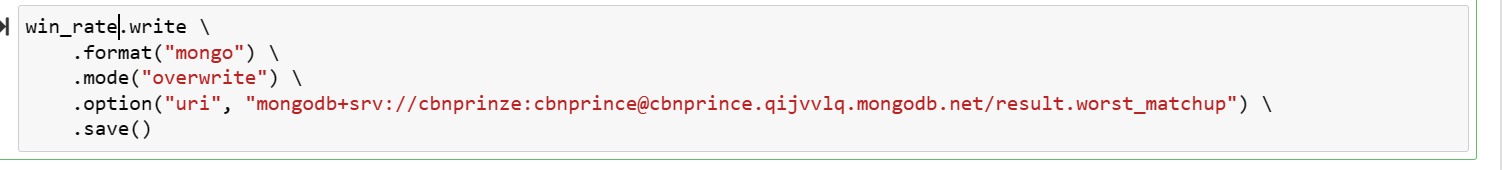 win_rate.write \
    .format("mongo") \
    .mode("overwrite") \
    .option("uri", "mongodb+srv://cbnprinze:cbnprince@cbnprince.qijvvlq.mongodb.net/result.worst_matchup") \
    .save()